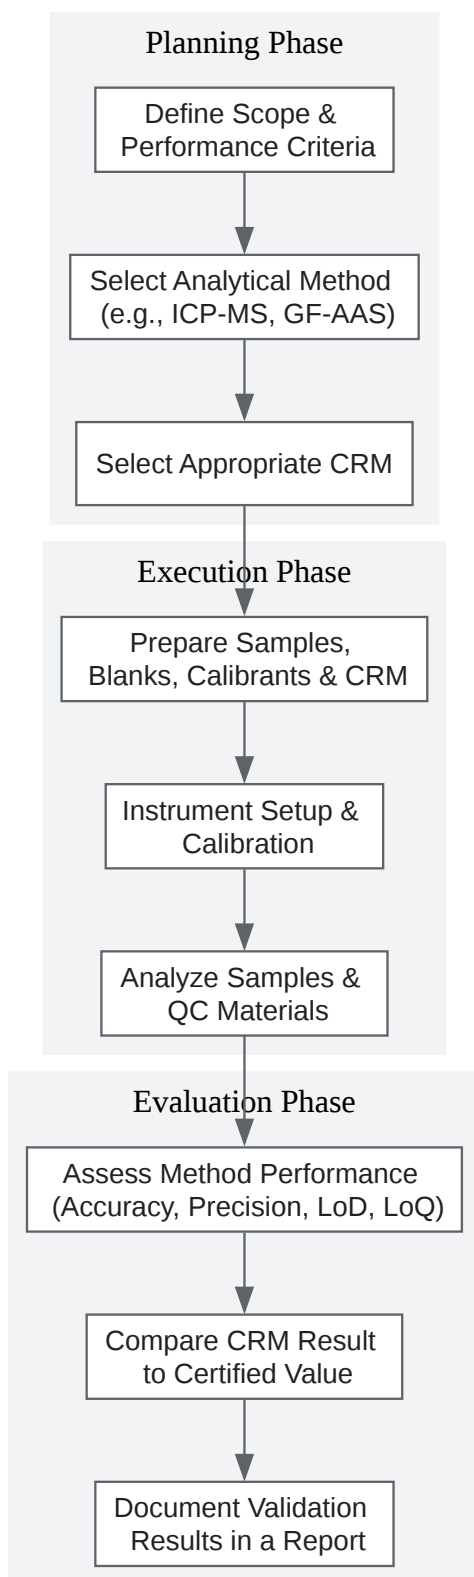 Planning Phase
Define Scope &
Performance Criteria
Select Analytical Method
(e.g., ICP-MS, GF-AAS)
Select Appropriate CRM
Execution Phase
Prepare Samples,
Blanks, Calibrants & CRM
Instrument Setup &
Calibration
Analyze Samples &
QC Materials
Evaluation Phase
Assess Method Performance
(Accuracy, Precision, LoD, LoQ)
Compare CRM Result
to Certified Value
Document Validation
Results in a Report